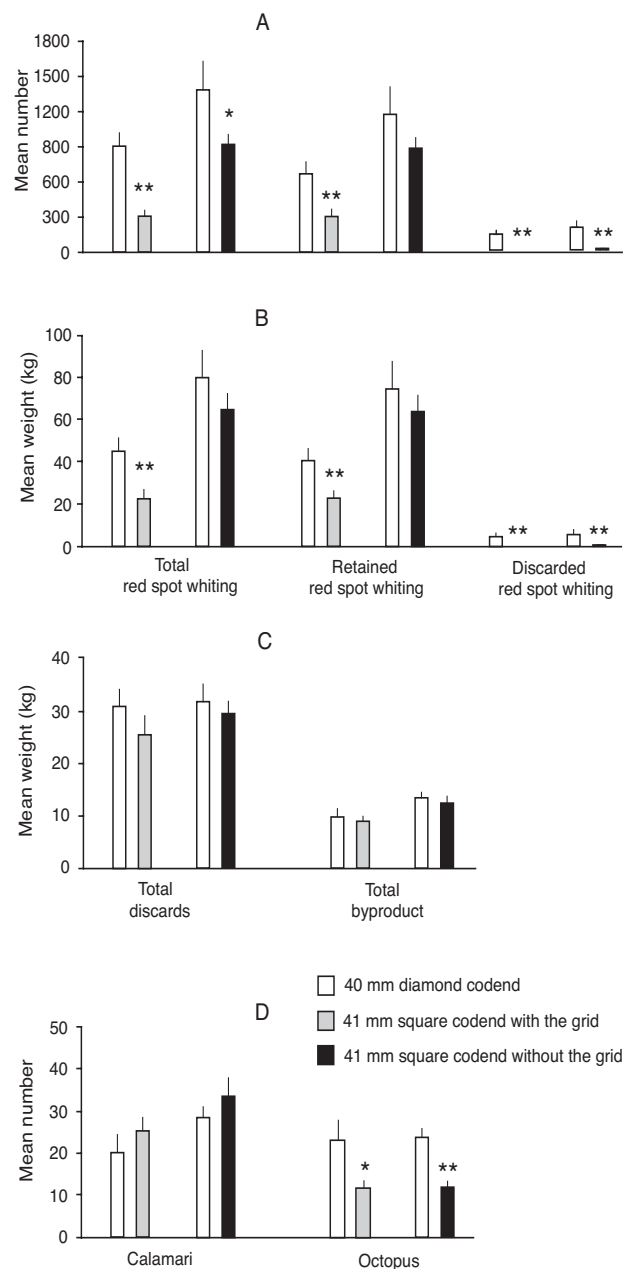 A
Mean number
1800
1500
1200
800
600
300
0
**
*
**
**
**
B
Mean weight (kg)
100
80
60
40
20
0
**
**
**
**
Total
red spot whiting
Retained
red spot whiting
Discarded
red spot whiting
C
Mean weight (kg)
40
30
20
10
0
Total
discards
Total
byproduct
40 mm diamond codend
41 mm square codend with the grid
41 mm square codend without the grid
D
Mean number
50
40
30
20
10
0
*
**
Calamari
Octopus